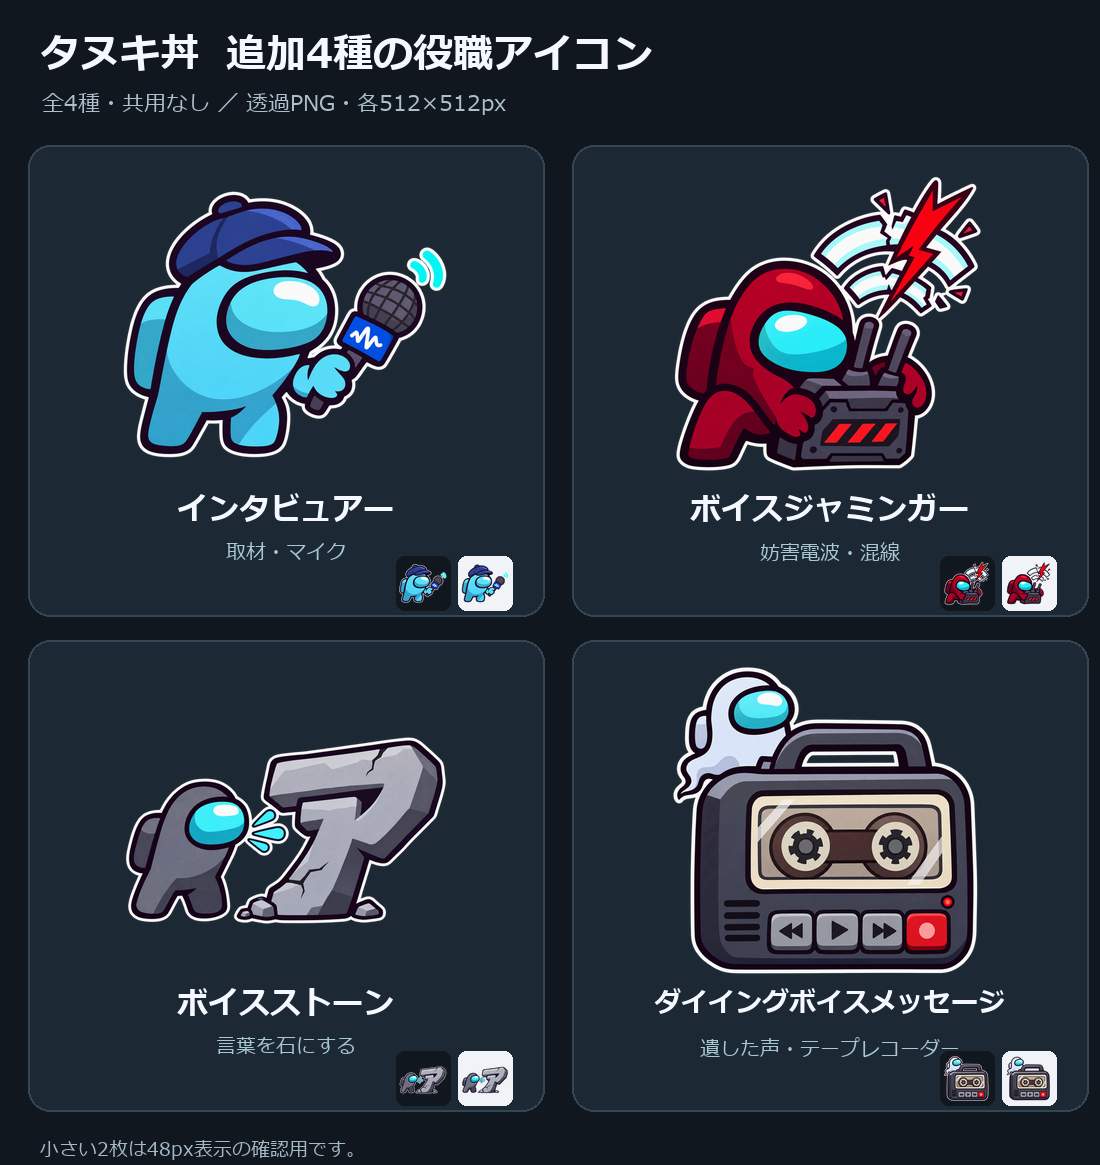 タヌキ丼 追加4種の役職アイコン
全4種・共用なし ／ 透過PNG・各512×512px
インタビュアー
取材・マイク
ボイスジャミンガー
妨害電波・混線
ア
ボイスストーン
言葉を石にする
ダイイングボイスメッセージ
遺した声・テープレコーダー
小さい2枚は48px表示の確認用です。